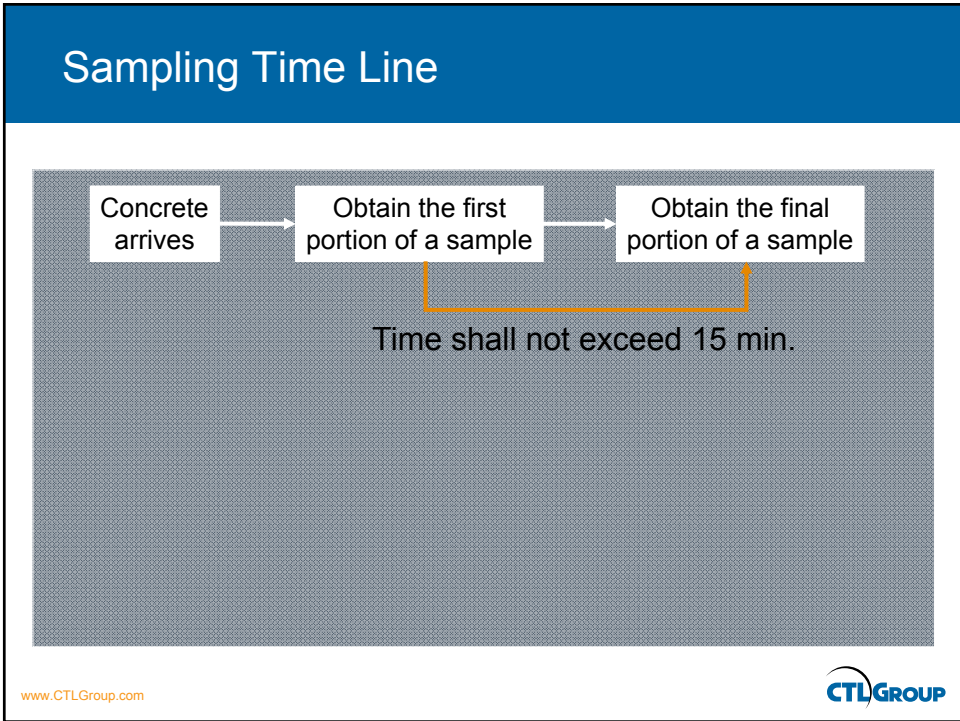 Sampling Time Line
Concrete
arrives
Obtain the first
portion of a sample
Obtain the final
portion of a sample
Time shall not exceed 15 min.
www.CTLGroup.com
CTLGROUP